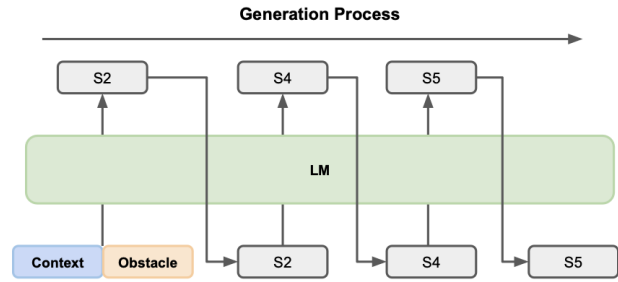 Generation Process
S2
S4
S5
LM
Context
Obstacle
S2
S4
S5